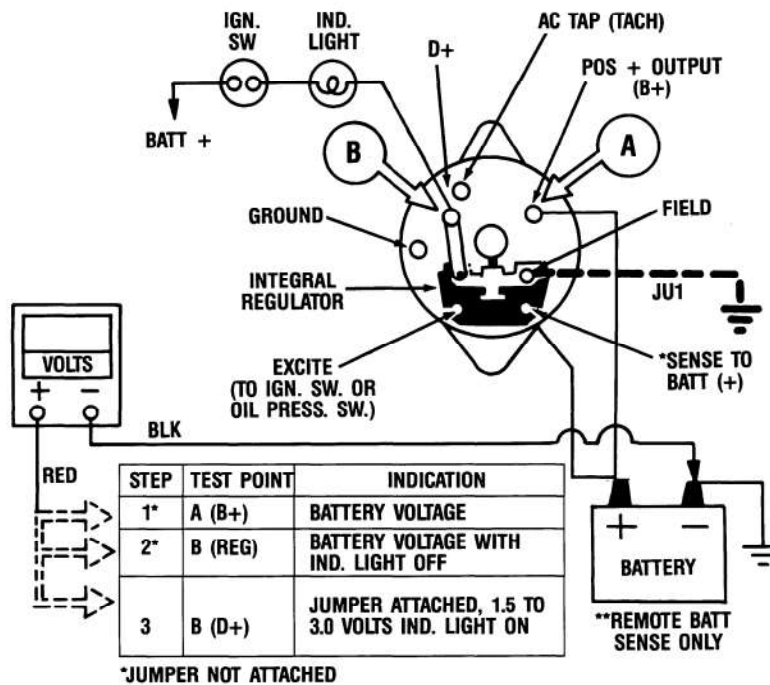 IGN.
SW
IND.
LIGHT
AC TAP (TACH)
D+
POS + OUTPUT
(B+)
BATT +
B
A
GROUND
FIELD
INTEGRAL
REGULATOR
JU1
VOLTS
+ −
EXCITE
(TO IGN. SW. OR
OIL PRESS. SW.)
*SENSE TO
BATT (+)
BLK
RED
STEP TEST POINT INDICATION
1* A (B+) BATTERY VOLTAGE
2* B (REG) BATTERY VOLTAGE WITH
IND. LIGHT OFF
3 B (D+) JUMPER ATTACHED, 1.5 TO
3.0 VOLTS IND. LIGHT ON
*JUMPER NOT ATTACHED
+ −
BATTERY
**REMOTE BATT
SENSE ONLY